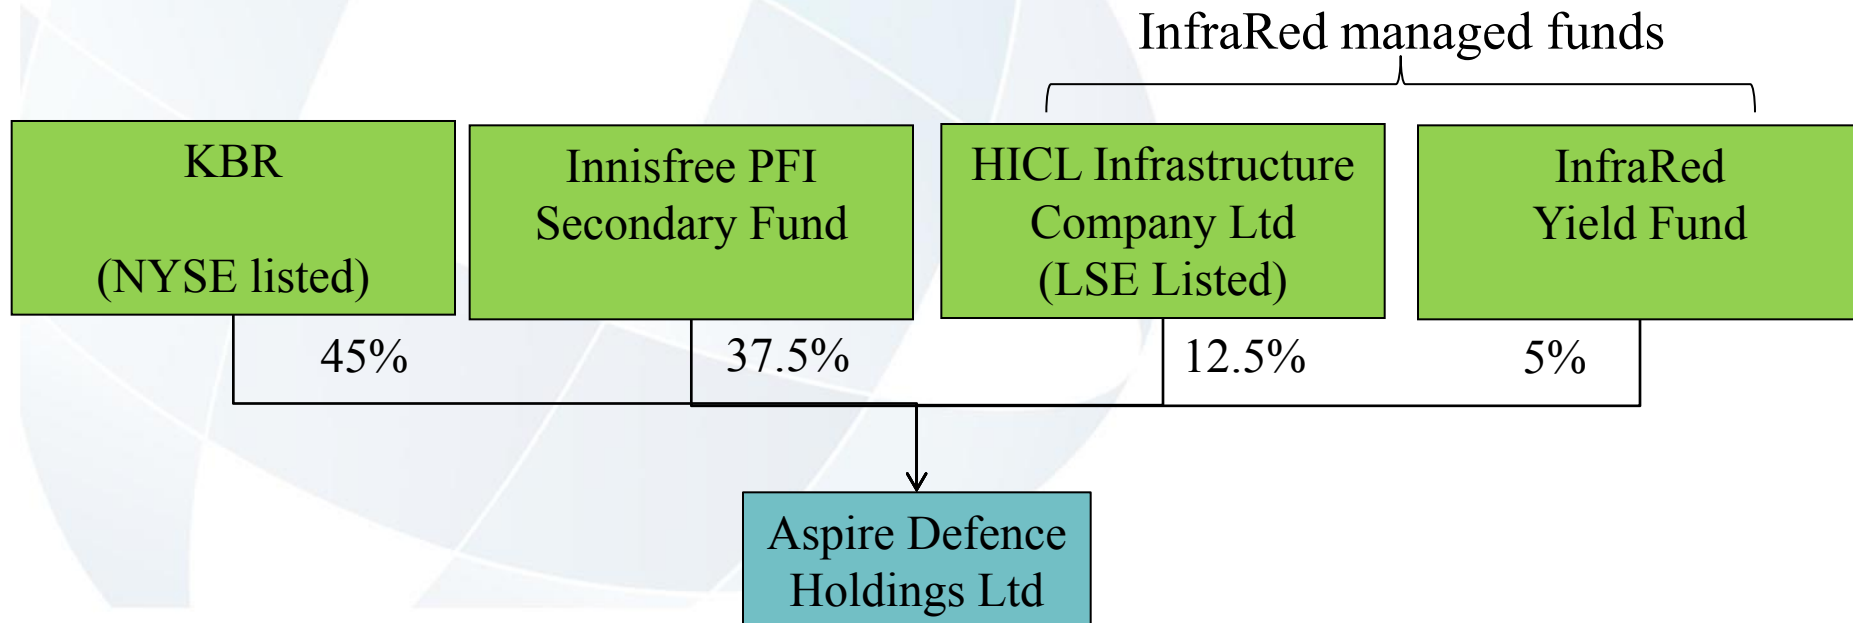 InfraRed managed funds
KBR
(NYSE listed)
Innisfree PFI
Secondary Fund
HICL Infrastructure
Company Ltd
(LSE Listed)
InfraRed
Yield Fund
45%
37.5%
12.5%
5%
Aspire Defence
Holdings Ltd